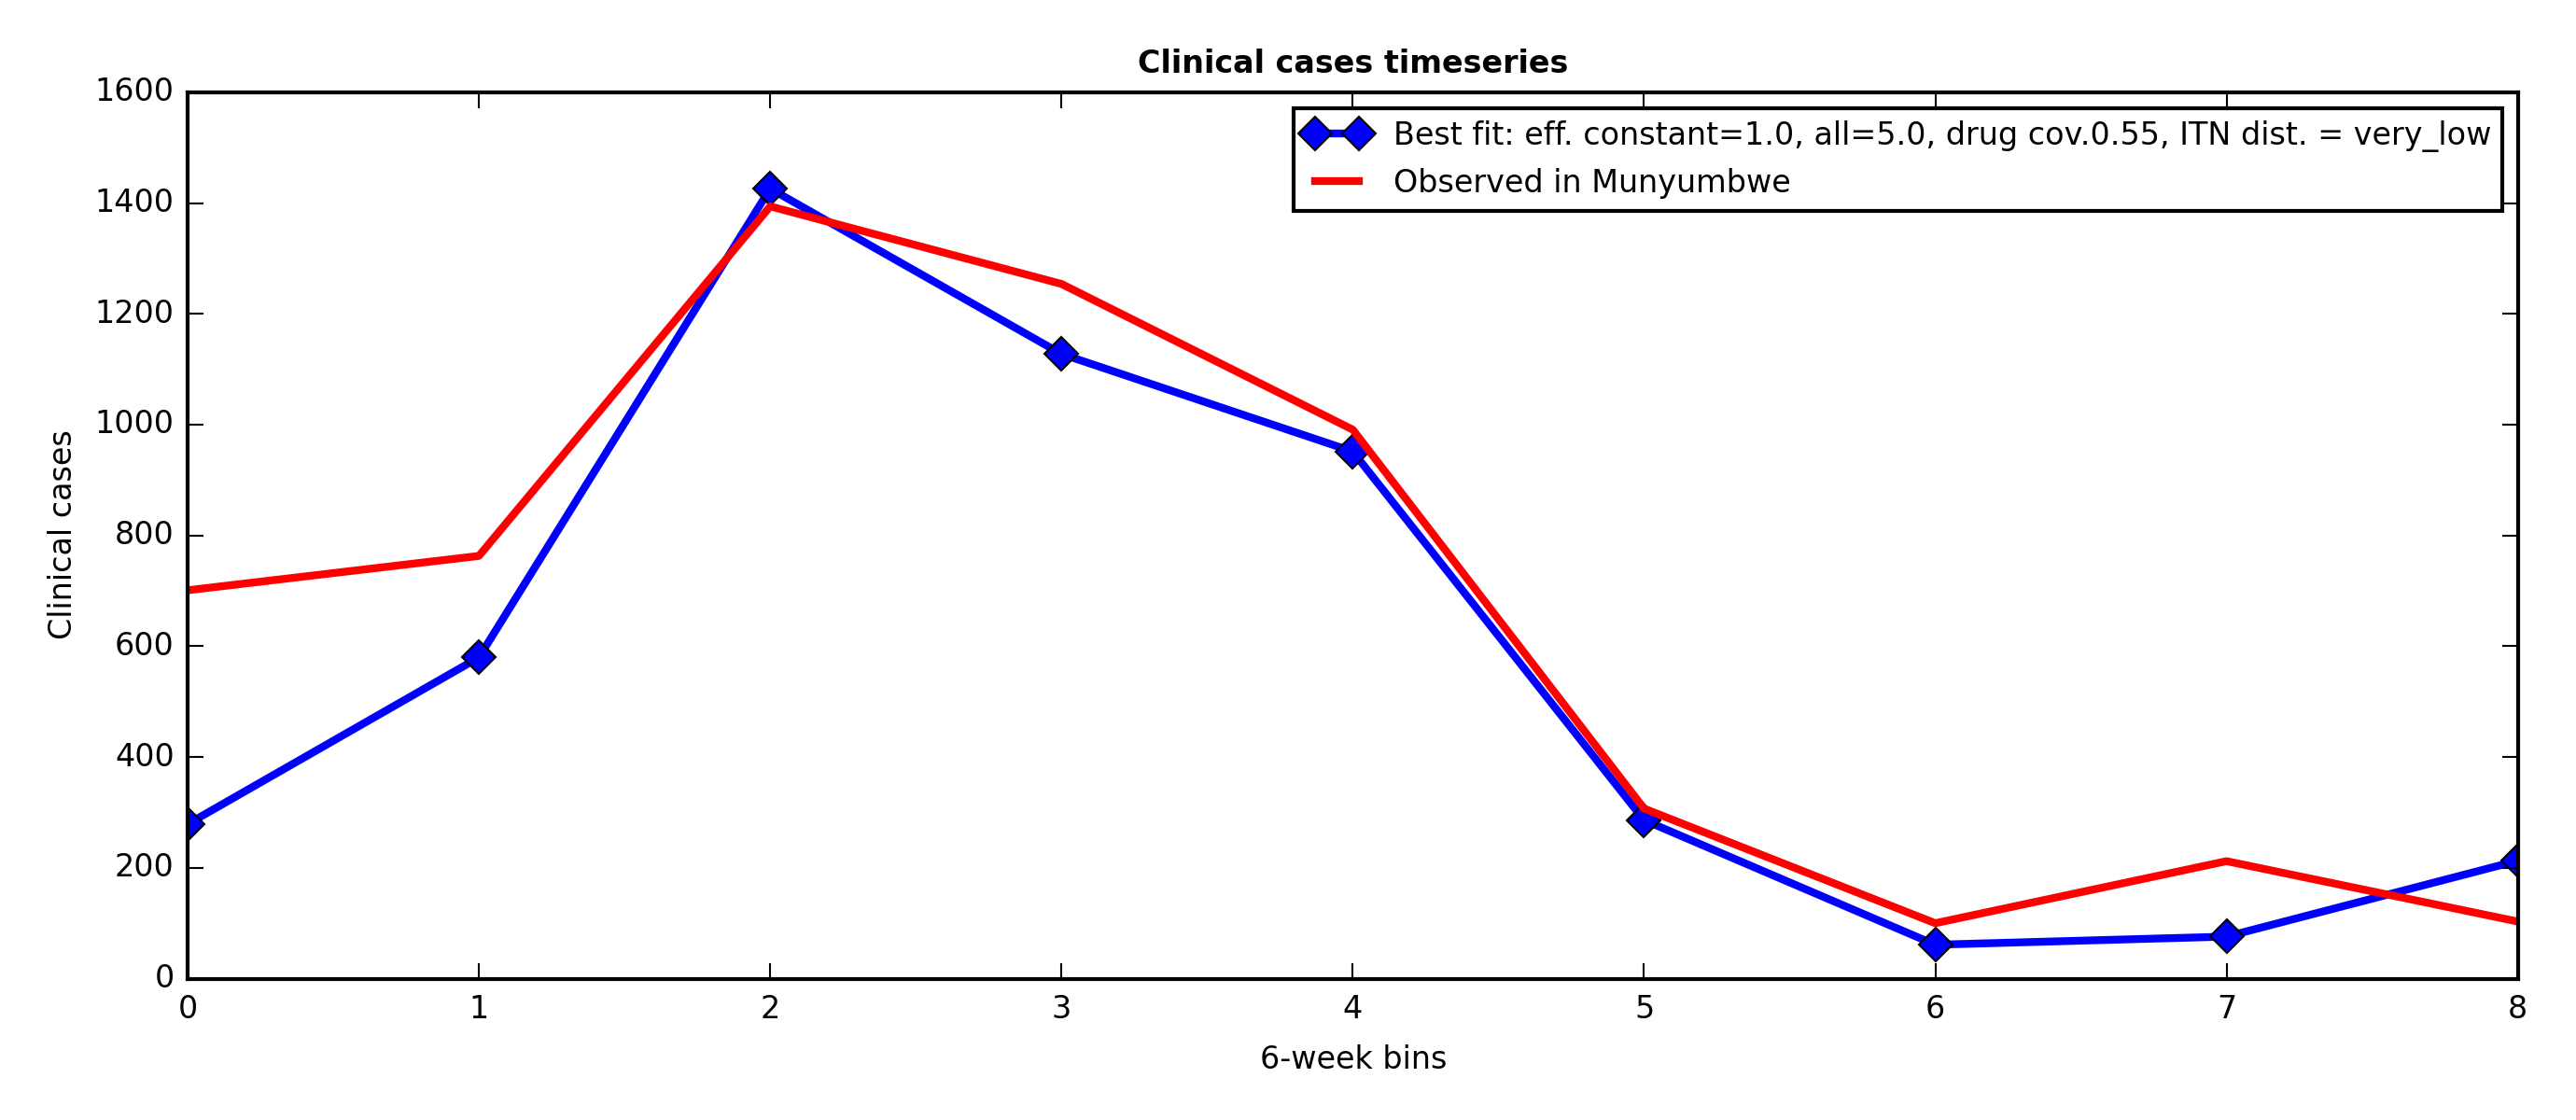 Clinical cases timeseries
1600
1400
1200
1000
800
600
400
200
0
Clinical cases
Best fit: eff. constant=1.0, all=5.0, drug cov.0.55, ITN dist. = very_low
Observed in Munyumbwe
0 1 2 3 4 5 6 7 8
6-week bins